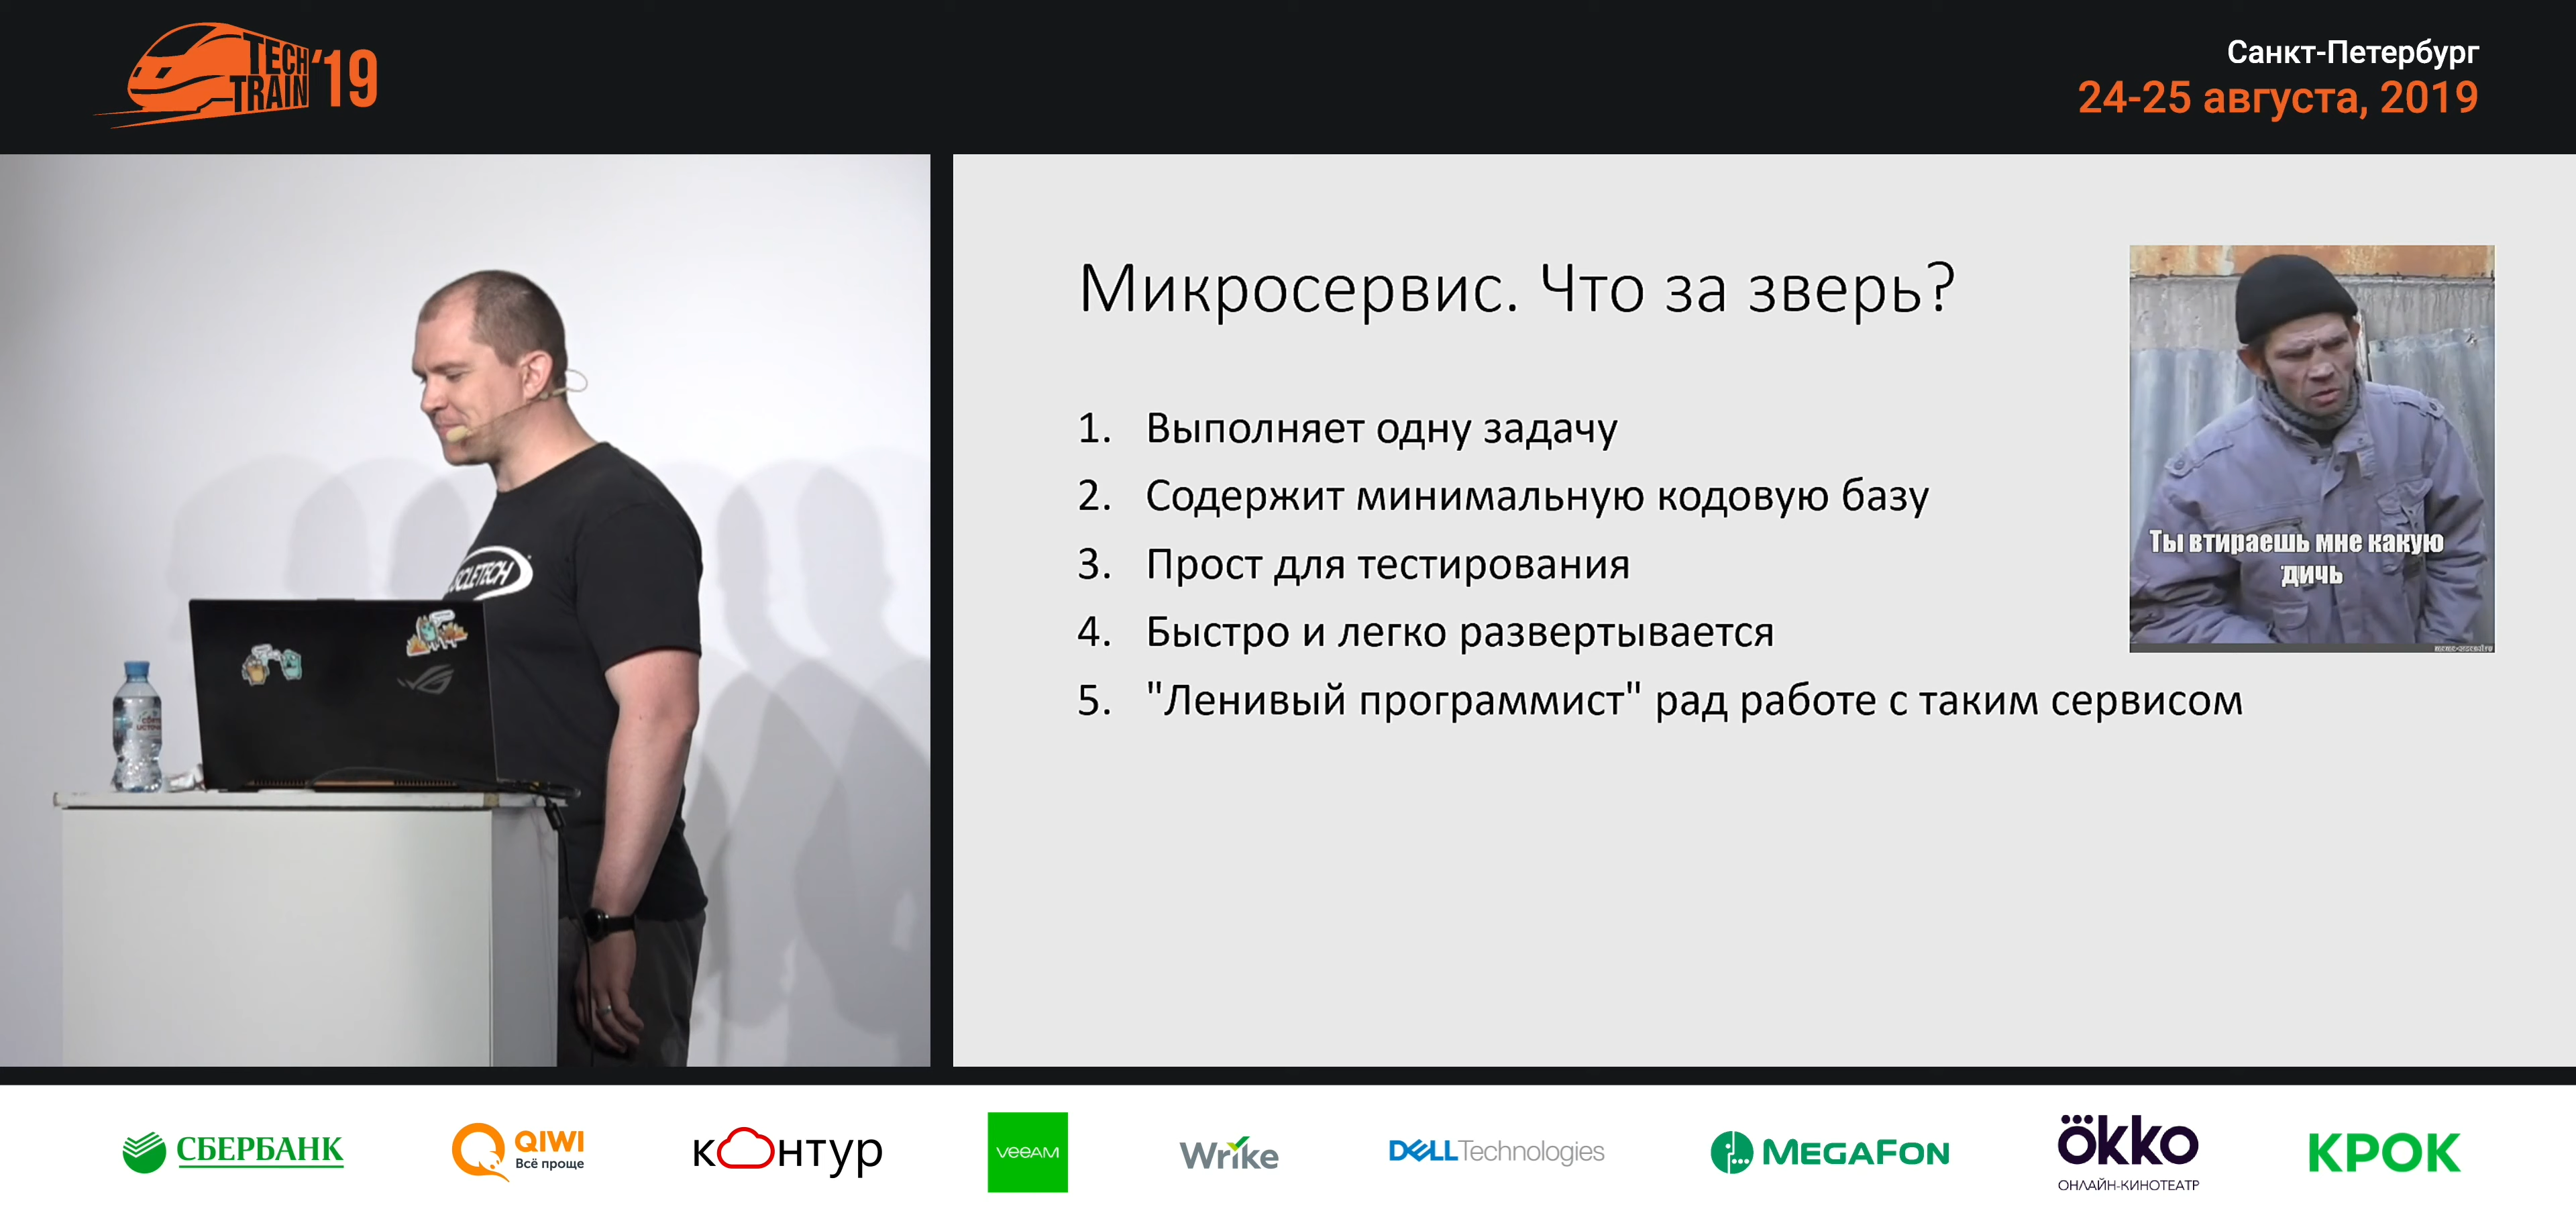 TECH
TRAIN '19
Санкт-Петербург
24-25 августа, 2019
Микросервис. Что за зверь?
1. Выполняет одну задачу
2. Содержит минимальную кодовую базу
3. Прост для тестирования
4. Быстро и легко развертывается
5. "Ленивый программист" рад работе с таким сервисом
Ты втираешь мне какую
дичь
СБЕРБАНК
QIWI
Всё проще
контур
veeam
Wrike
DELL Technologies
MEGAFON
ökko
ОНЛАЙН-КИНОТЕАТР
КРОК